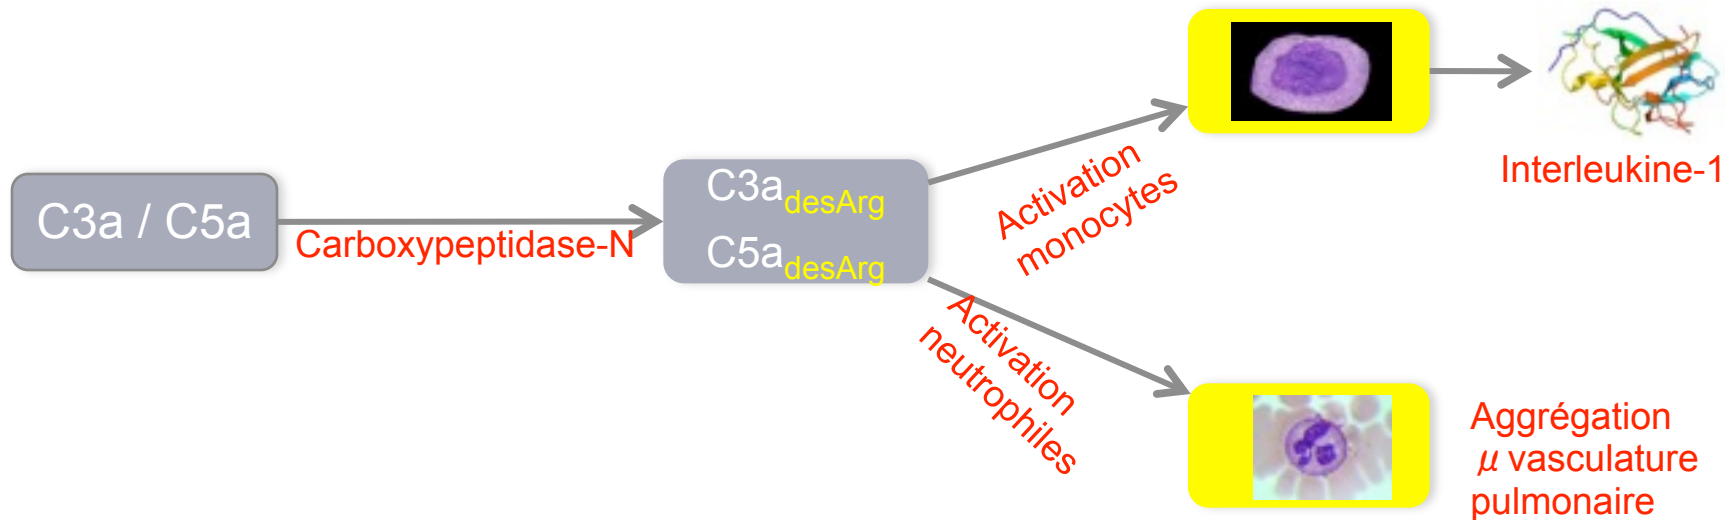 C3a / C5a
Carboxypeptidase-N
C3adesArg
C5adesArg
Activation
monocytes
Interleukine-1
Activation
neutrophiles
Aggrégation
μ vasculature
pulmonaire